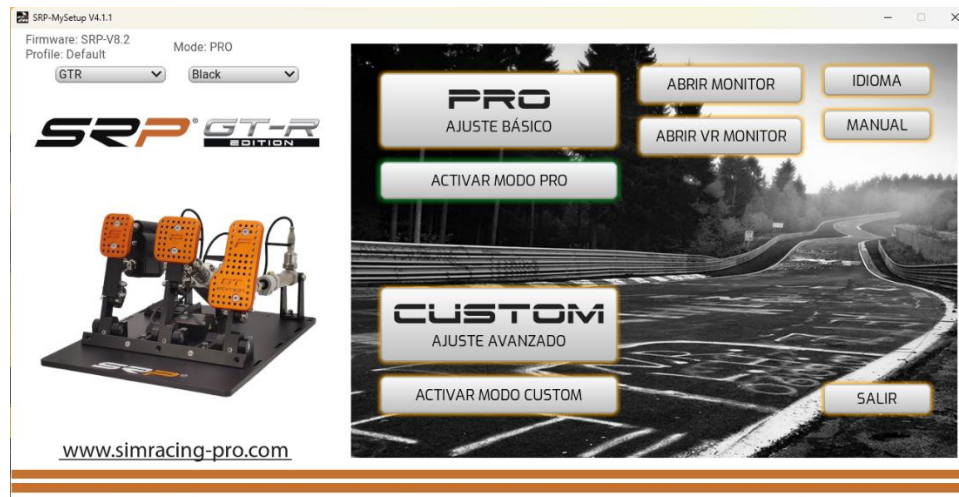 SRP-MySetup V4.1.1
Firmware: SRP-V8.2
Profile: Default
Mode: PRO
GTR
Black
SRP® GT-R
EDITION
PRO
AJUSTE BÁSICO
ACTIVAR MODO PRO
ABRIR MONITOR
ABRIR VR MONITOR
IDIOMA
MANUAL
CUSTOM
AJUSTE AVANZADO
ACTIVAR MODO CUSTOM
SALIR
SRP
www.simracing-pro.com